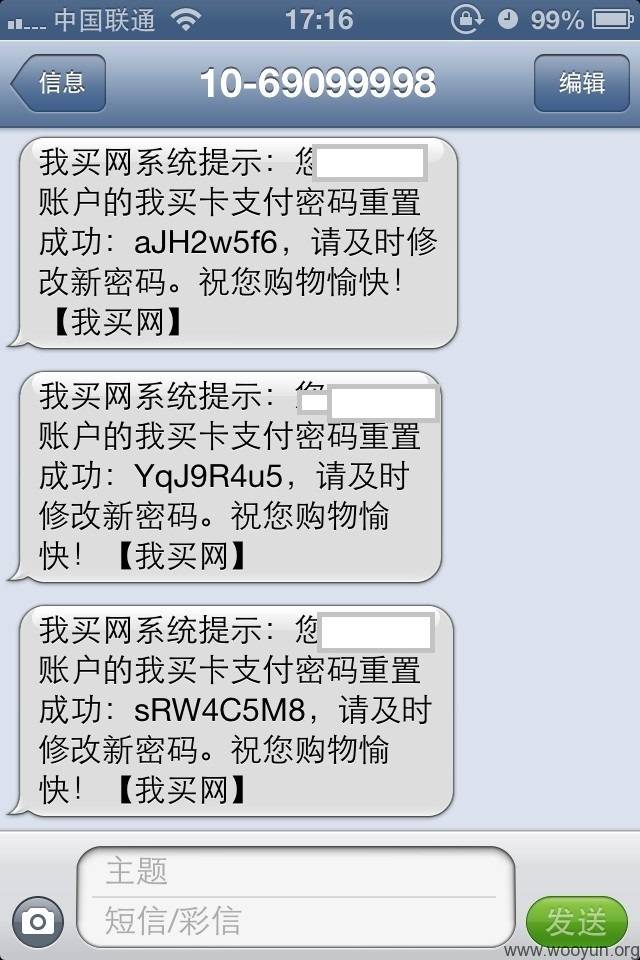 中国联通 17:16 99%
信息 10-69099998 编辑
我买网系统提示：您
账户的我买卡支付密码重置
成功：aJH2w5f6，请及时修
改新密码。祝您购物愉快！
【我买网】
我买网系统提示：您
账户的我买卡支付密码重置
成功：YqJ9R4u5，请及时
修改新密码。祝您购物愉
快！【我买网】
我买网系统提示：您
账户的我买卡支付密码重置
成功：sRW4C5M8，请及时
修改新密码。祝您购物愉
快！【我买网】
主题
短信/彩信
发送
www.wooyun.org